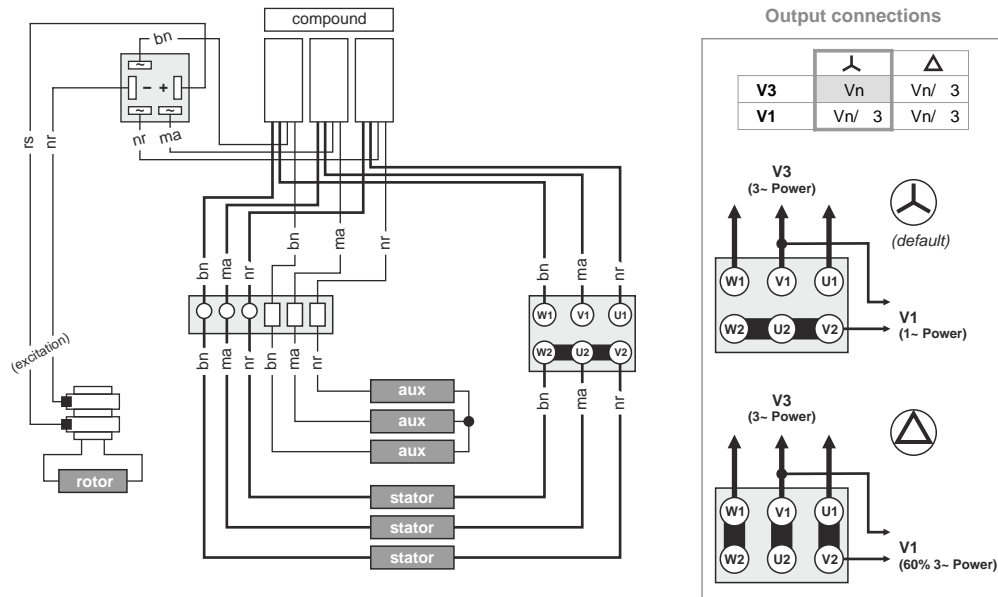 compound
Output connections
bn
~
− +
~ ~
nr ma
rs
nr
V3 Vn Vn/ 3
V1 Vn/ 3 Vn/ 3
V3
(3~ Power)
(default)
W1 V1 U1
W2 U2 V2
V1
(1~ Power)
bn ma nr
bn ma nr
bn ma nr
W1 V1 U1
W2 U2 V2
(excitation)
bn ma nr bn ma nr
bn ma nr
aux
aux
aux
rotor
stator
stator
stator
V3
(3~ Power)
W1 V1 U1
W2 U2 V2
V1
(60% 3~ Power)